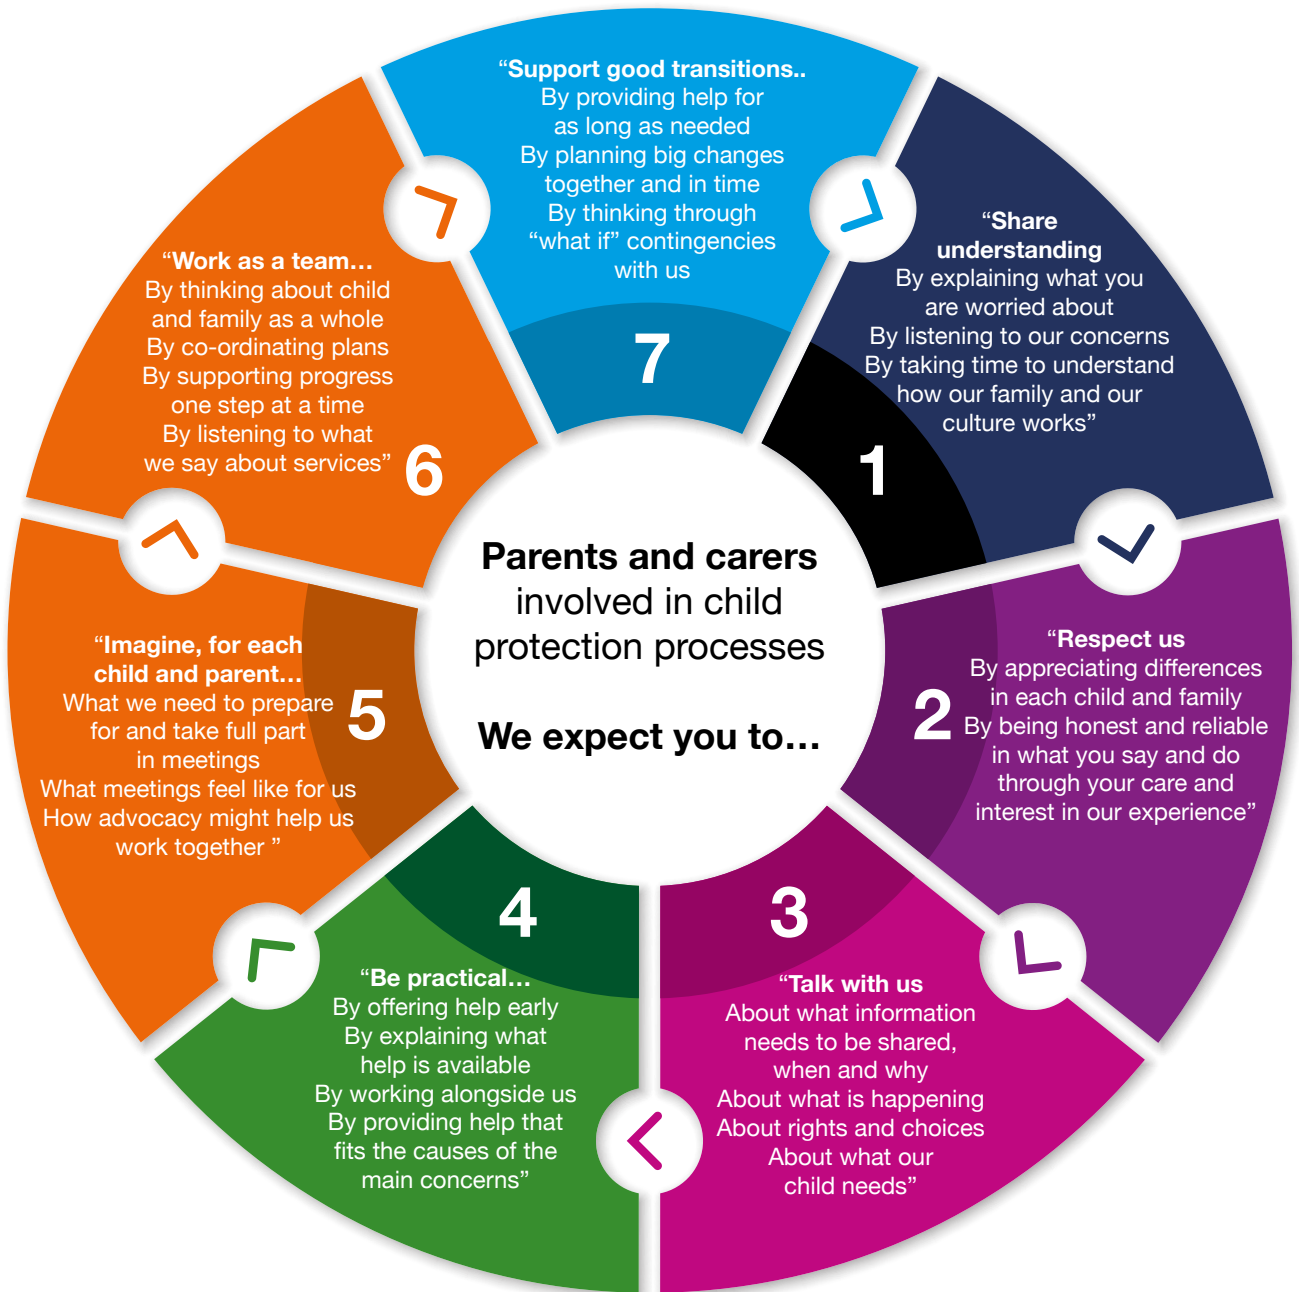 Parents and carers
involved in child
protection processes
We expect you to…
1
“Share
understanding
By explaining what you
are worried about
By listening to our concerns
By taking time to understand
how our family and our
culture works”
2
“Respect us
By appreciating differences
in each child and family
By being honest and reliable
in what you say and do
through your care and
interest in our experience”
3
“Talk with us
About what information
needs to be shared,
when and why
About what is happening
About rights and choices
About what our
child needs”
4
“Be practical…
By offering help early
By explaining what
help is available
By working alongside us
By providing help that
fits the causes of the
main concerns”
5
“Imagine, for each
child and parent…
What we need to prepare
for and take full part
in meetings
What meetings feel like for us
How advocacy might help us
work together ”
6
“Work as a team…
By thinking about child
and family as a whole
By co-ordinating plans
By supporting progress
one step at a time
By listening to what
we say about services”
7
“Support good transitions..
By providing help for
as long as needed
By planning big changes
together and in time
By thinking through
“what if” contingencies
with us